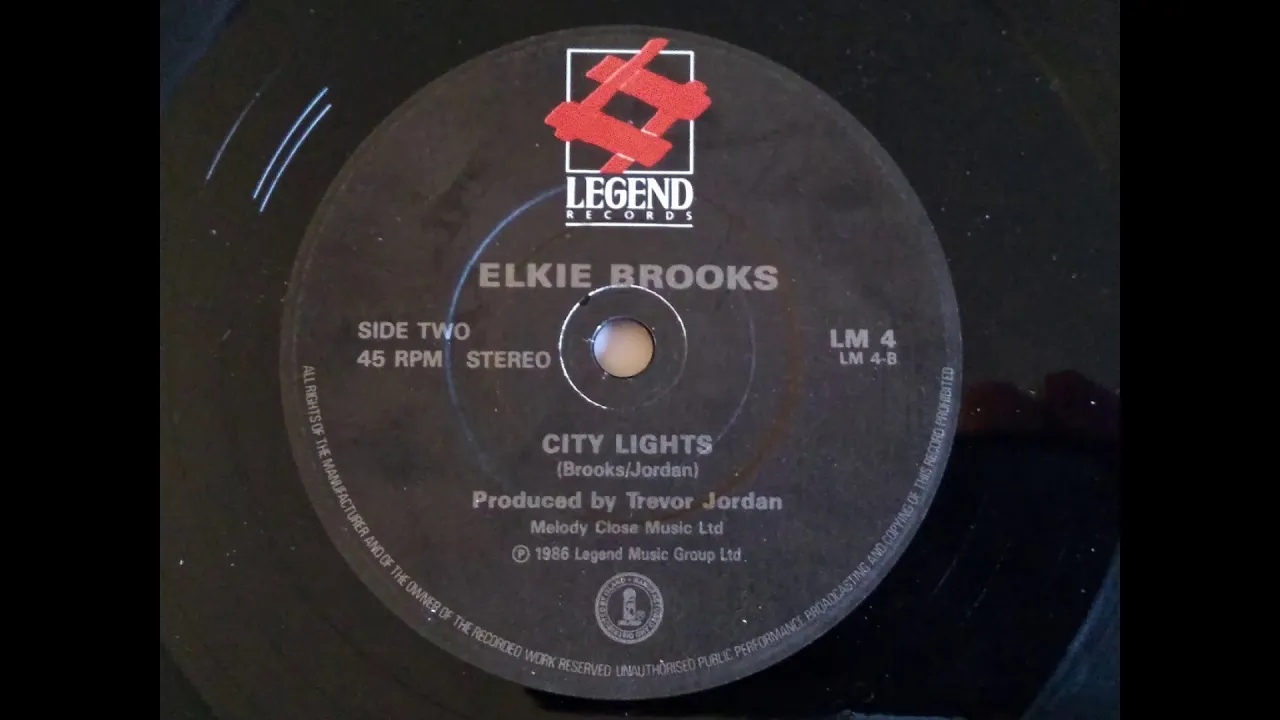 LEGEND
RECORDS
ELKIE BROOKS
SIDE TWO
45 RPM STEREO
LM 4
LM 4-B
CITY LIGHTS
(Brooks/Jordan)
Produced by Trevor Jordan
Melody Close Music Ltd
℗ 1986 Legend Music Group Ltd.
ALL RIGHTS OF THE MANUFACTURER AND OF THE OWNER OF THE RECORDED WORK RESERVED UNAUTHORISED PUBLIC PERFORMANCE BROADCASTING AND COPYING OF THIS RECORD PROHIBITED